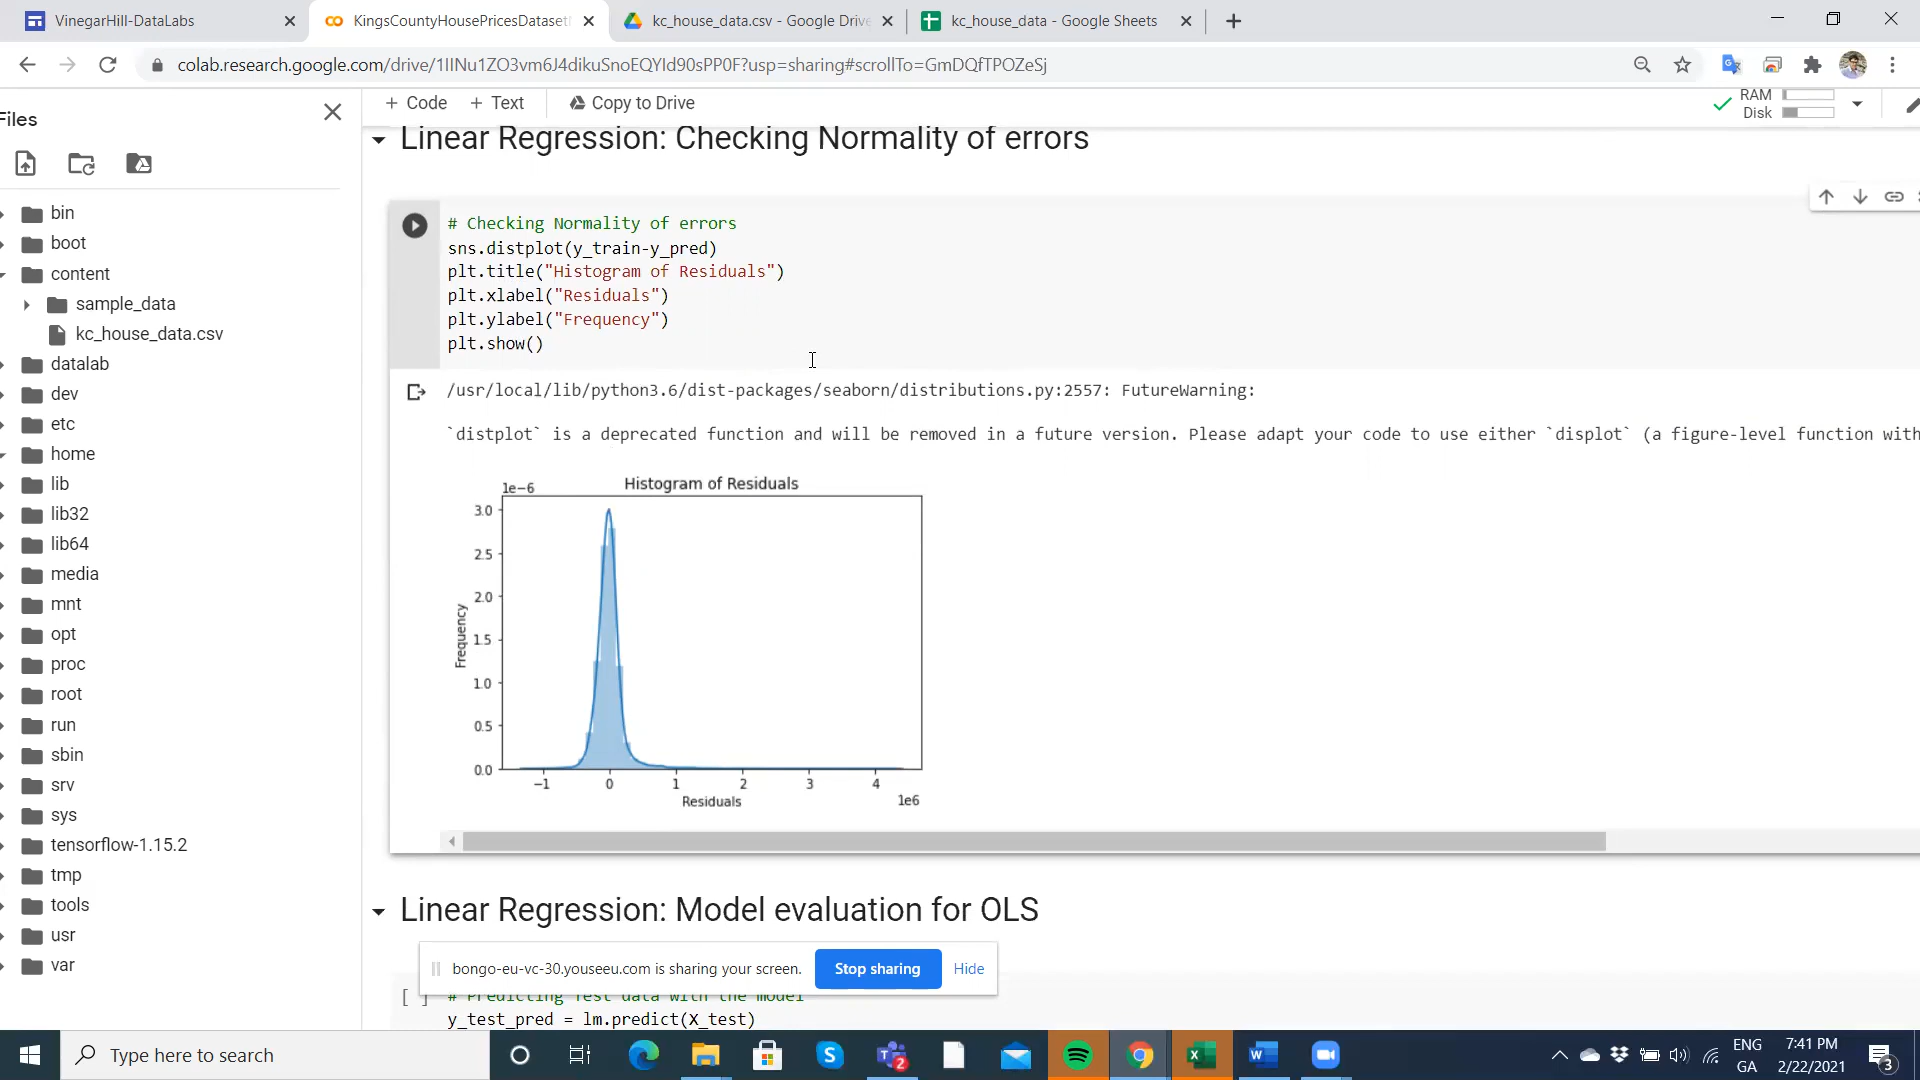 VinegarHill-DataLabs
KingsCountyHousePricesDataset
kc_house_data.csv - Google Drive
kc_house_data - Google Sheets
colab.research.google.com/drive/1IINu1ZO3vm6J4dikuSnoEQYId90sPP0F?usp=sharing#scrollTo=GmDQfTPOZeSj
Files
+ Code + Text Copy to Drive
RAM
Disk
bin
boot
content
sample_data
kc_house_data.csv
datalab
dev
etc
home
lib
lib32
lib64
media
mnt
opt
proc
root
run
sbin
srv
sys
tensorflow-1.15.2
tmp
tools
usr
var
Linear Regression: Checking Normality of errors
# Checking Normality of errors
sns.distplot(y_train-y_pred)
plt.title("Histogram of Residuals")
plt.xlabel("Residuals")
plt.ylabel("Frequency")
plt.show()
/usr/local/lib/python3.6/dist-packages/seaborn/distributions.py:2557: FutureWarning:
`distplot` is a deprecated function and will be removed in a future version. Please adapt your code to use either `displot` (a figure-level function with
Histogram of Residuals
1e-6
3.0
2.5
2.0
1.5
1.0
0.5
0.0
Frequency
−1 0 1 2 3 4
Residuals
1e6
Linear Regression: Model evaluation for OLS
bongo-eu-vc-30.youseeu.com is sharing your screen. Stop sharing Hide
[ ] # Predicting Test data with the model
y_test_pred = lm.predict(X_test)
Type here to search
2
ENG
GA
7:41 PM
2/22/2021
3